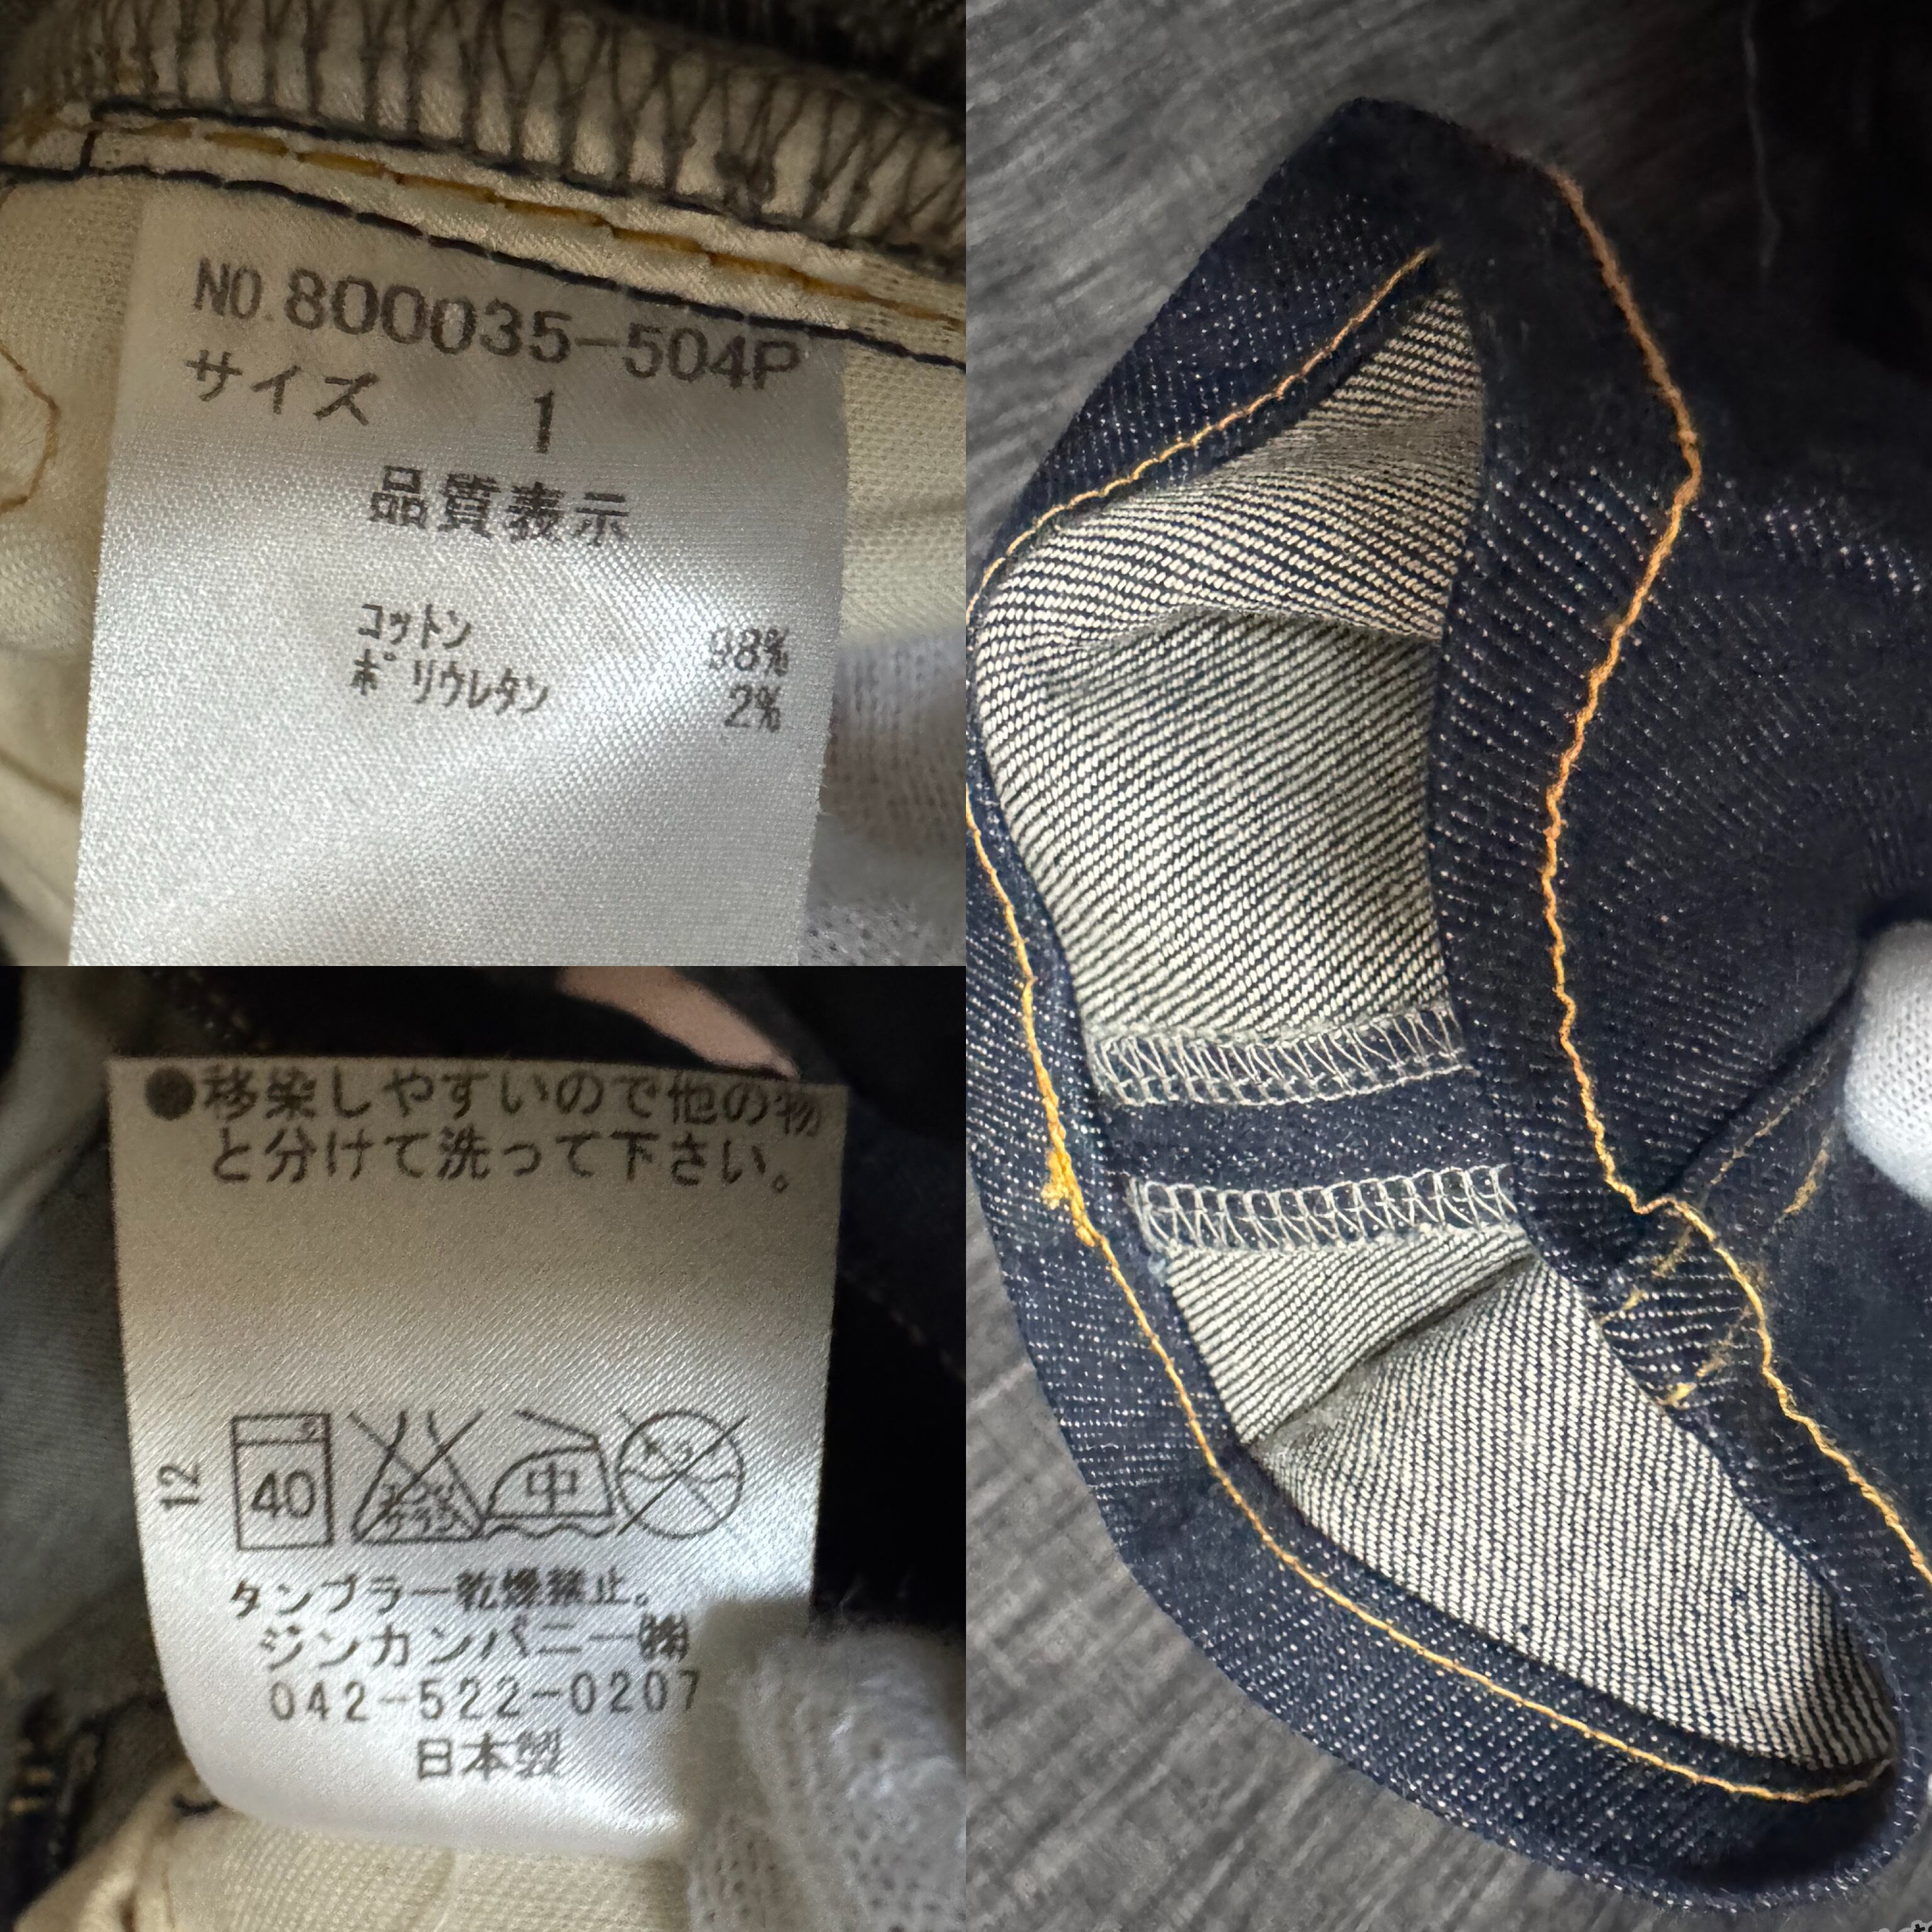 NO.800035-504P
サイズ 1
品質表示
コットン 98%
ポリウレタン 2%
●移染しやすいので他の物
と分けて洗って下さい。
12
40
中
タンブラー乾燥禁止。
ジンカンパニー㈱
042-522-0207
日本製